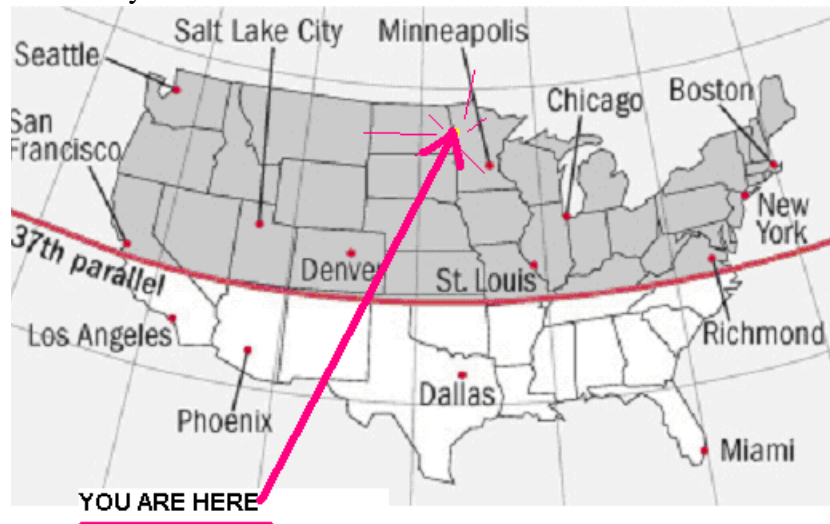 Salt Lake City
Minneapolis
Seattle
Chicago
Boston
San
Francisco
New
York
37th parallel
Denver
St. Louis
Los Angeles
Richmond
Dallas
Phoenix
Miami
YOU ARE HERE